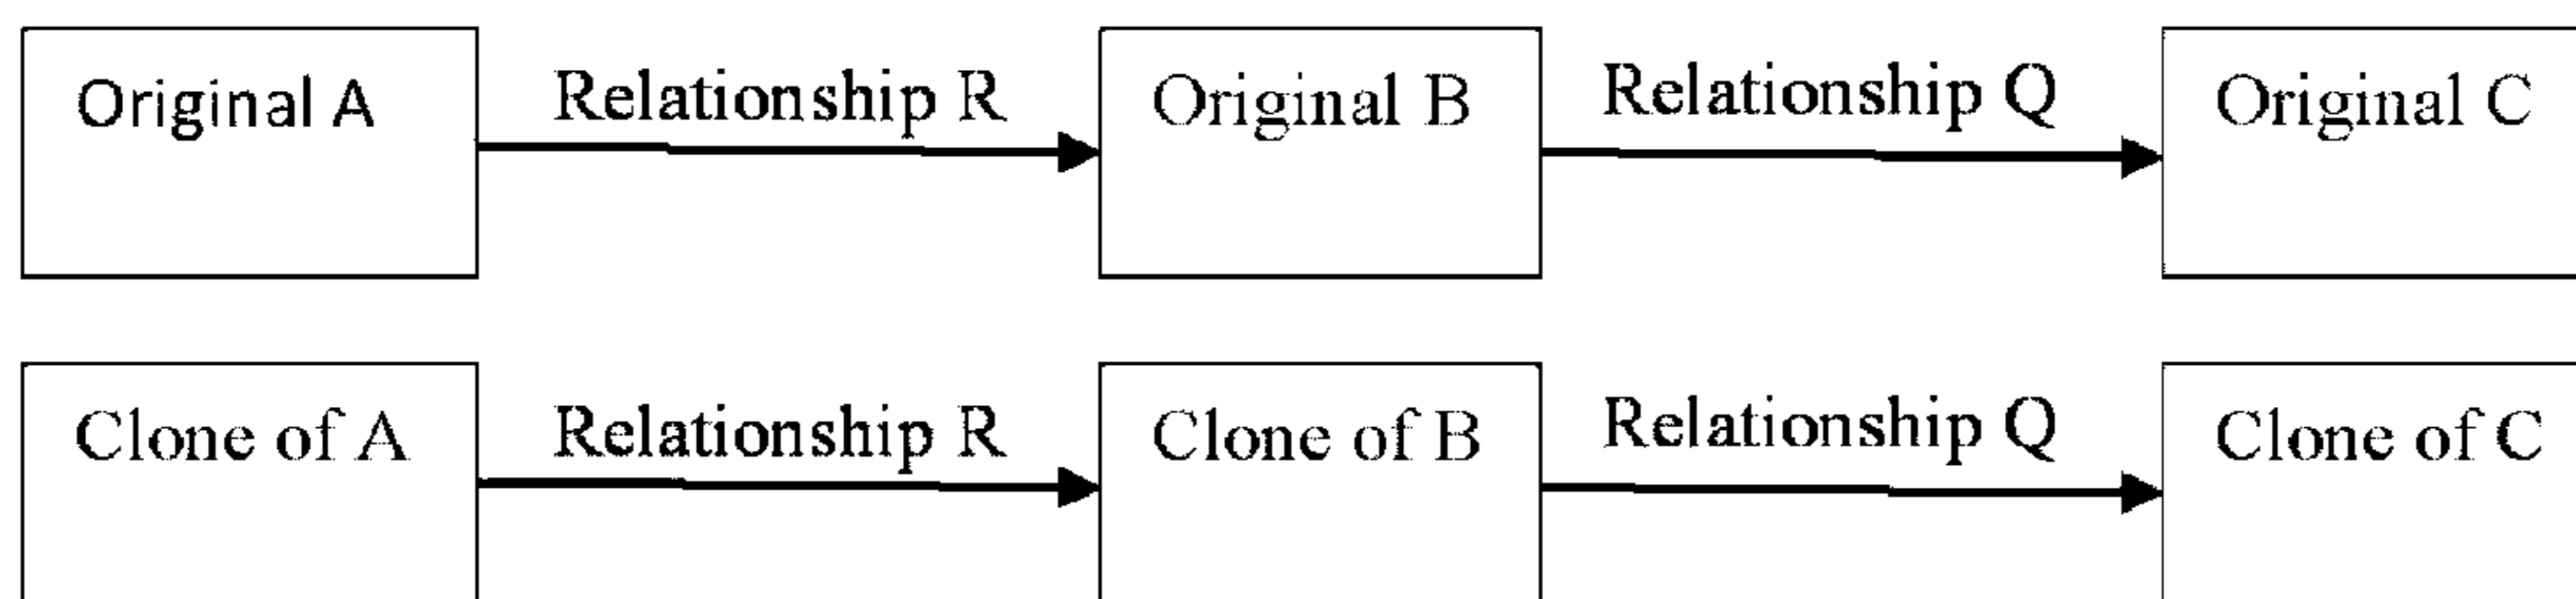 Original A Relationship R Original B Relationship Q Original C
Clone of A Relationship R Clone of B Relationship Q Clone of C